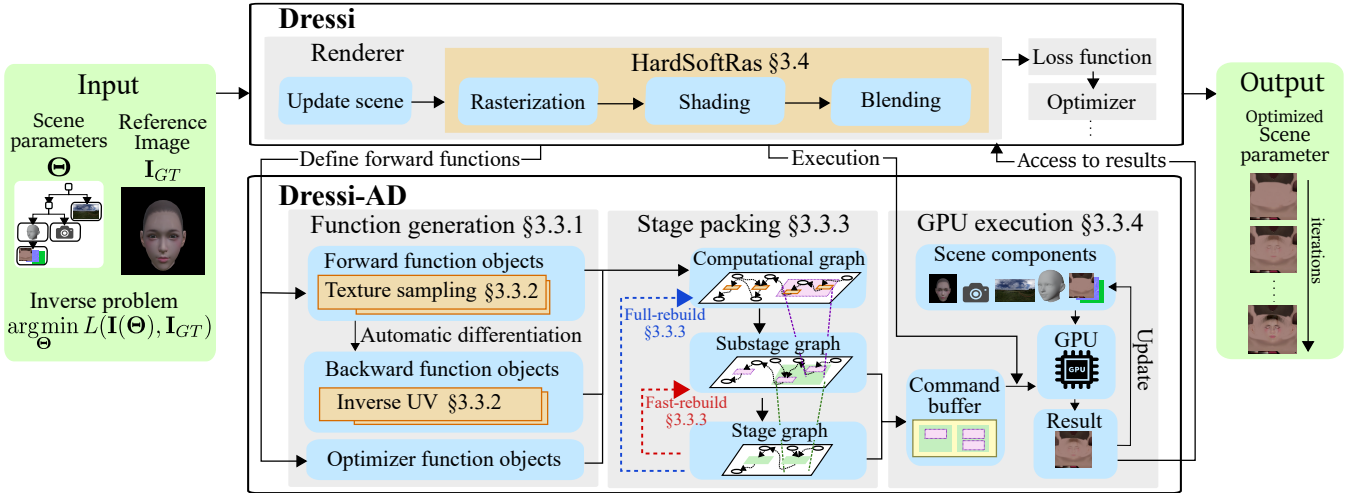 Input
Scene
parameters
Θ
Reference
Image
I_GT
Inverse problem
arg min L(I(Θ), I_GT)
Θ
Dressi
Renderer
Update scene
HardSoftRas §3.4
Rasterization
Shading
Blending
Loss function
Optimizer
Define forward functions
Execution
Access to results
Dressi-AD
Function generation §3.3.1
Forward function objects
Texture sampling §3.3.2
Automatic differentiation
Backward function objects
Inverse UV §3.3.2
Optimizer function objects
Stage packing §3.3.3
Computational graph
Full-rebuild
§3.3.3
Substage graph
Fast-rebuild
§3.3.3
Stage graph
GPU execution §3.3.4
Scene components
GPU
GPU
Command
buffer
Result
Update
Output
Optimized
Scene
parameter
iterations